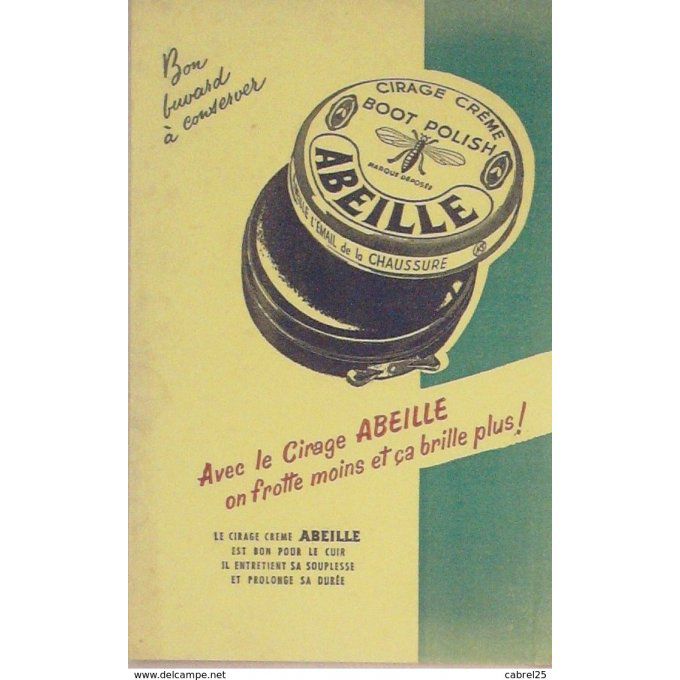 Bon
buvard
à conserver
CIRAGE CRÈME
BOOT POLISH
MARQUE DÉPOSÉE
ABEILLE
L'EMAIL de la CHAUSSURE
Avec le Cirage ABEILLE
on frotte moins et ça brille plus!
LE CIRAGE CREME ABEILLE
EST BON POUR LE CUIR
IL ENTRETIENT SA SOUPLESSE
ET PROLONGE SA DURÉE
www.delcampe.net
cabrel25